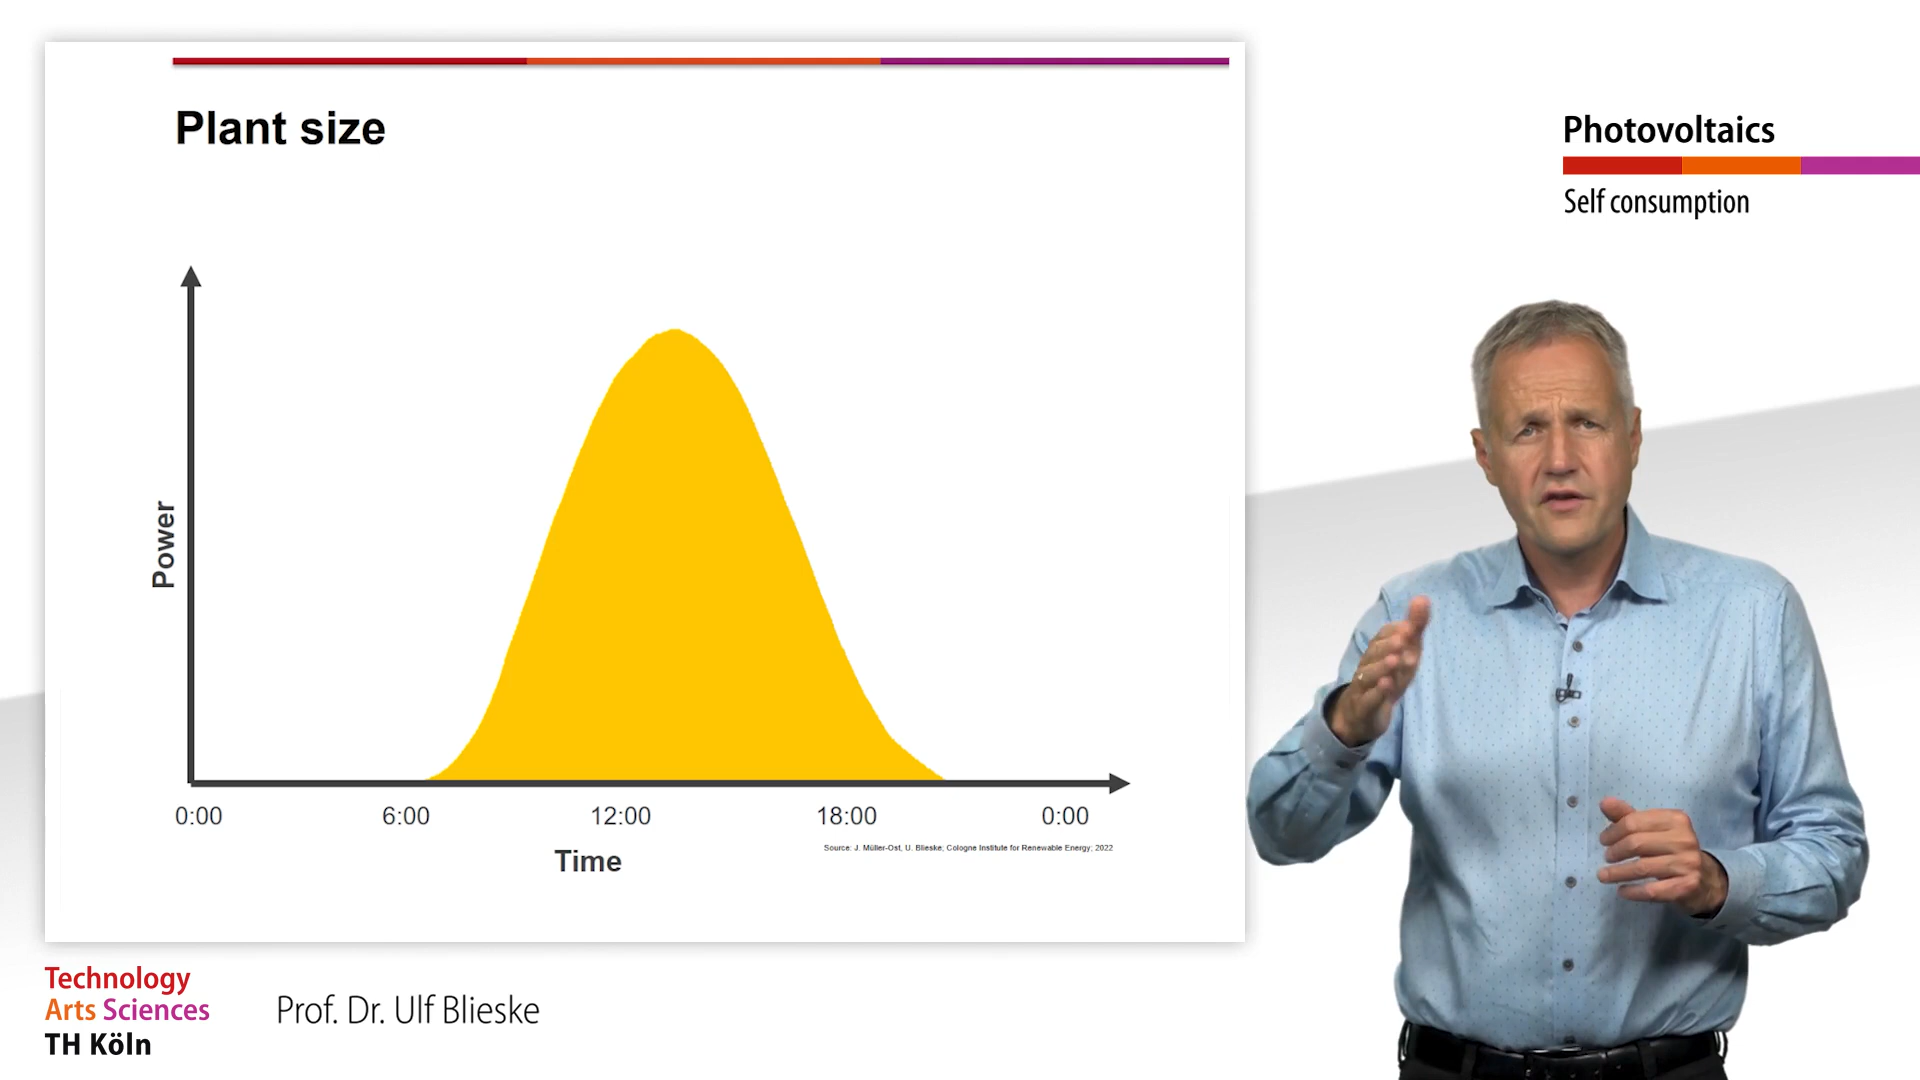 Plant size
Photovoltaics
Self consumption
Power
0:00 6:00 12:00 18:00 0:00
Source: J. Müller-Ost, U. Blieske; Cologne Institute for Renewable Energy; 2022
Time
Technology
Arts Sciences
TH Köln
Prof. Dr. Ulf Blieske